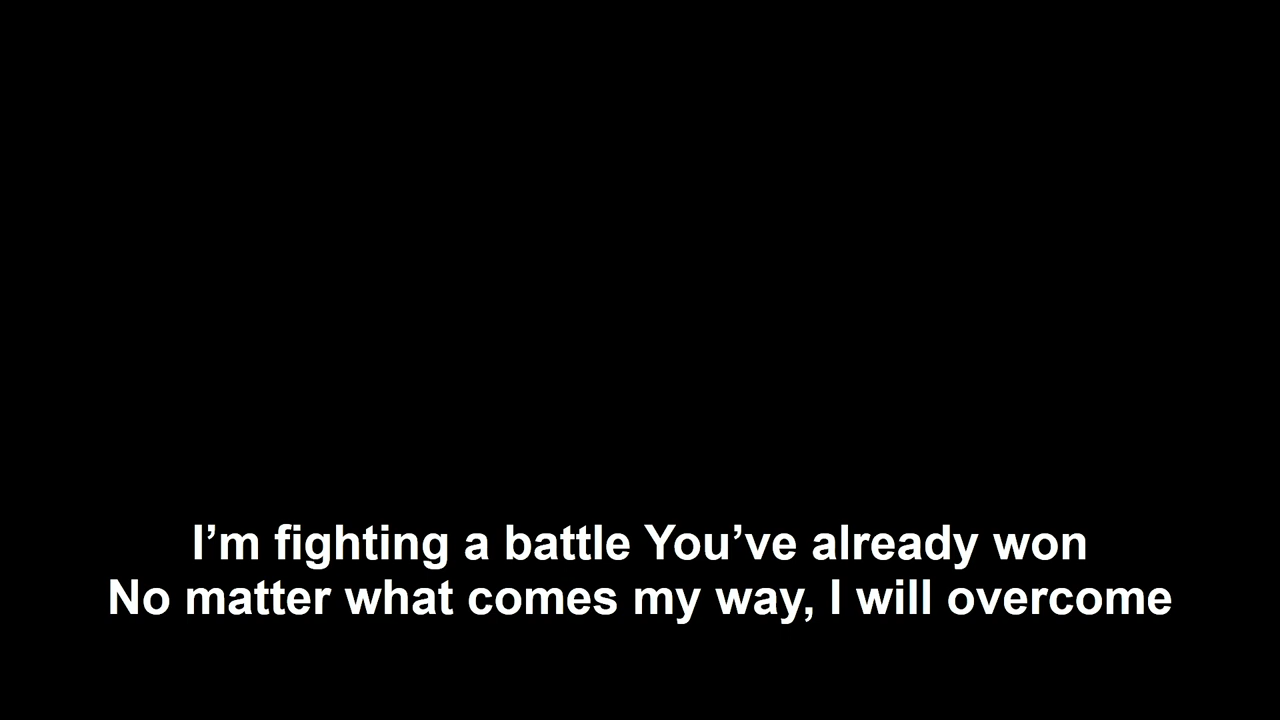 I’m fighting a battle You’ve already won
No matter what comes my way, I will overcome